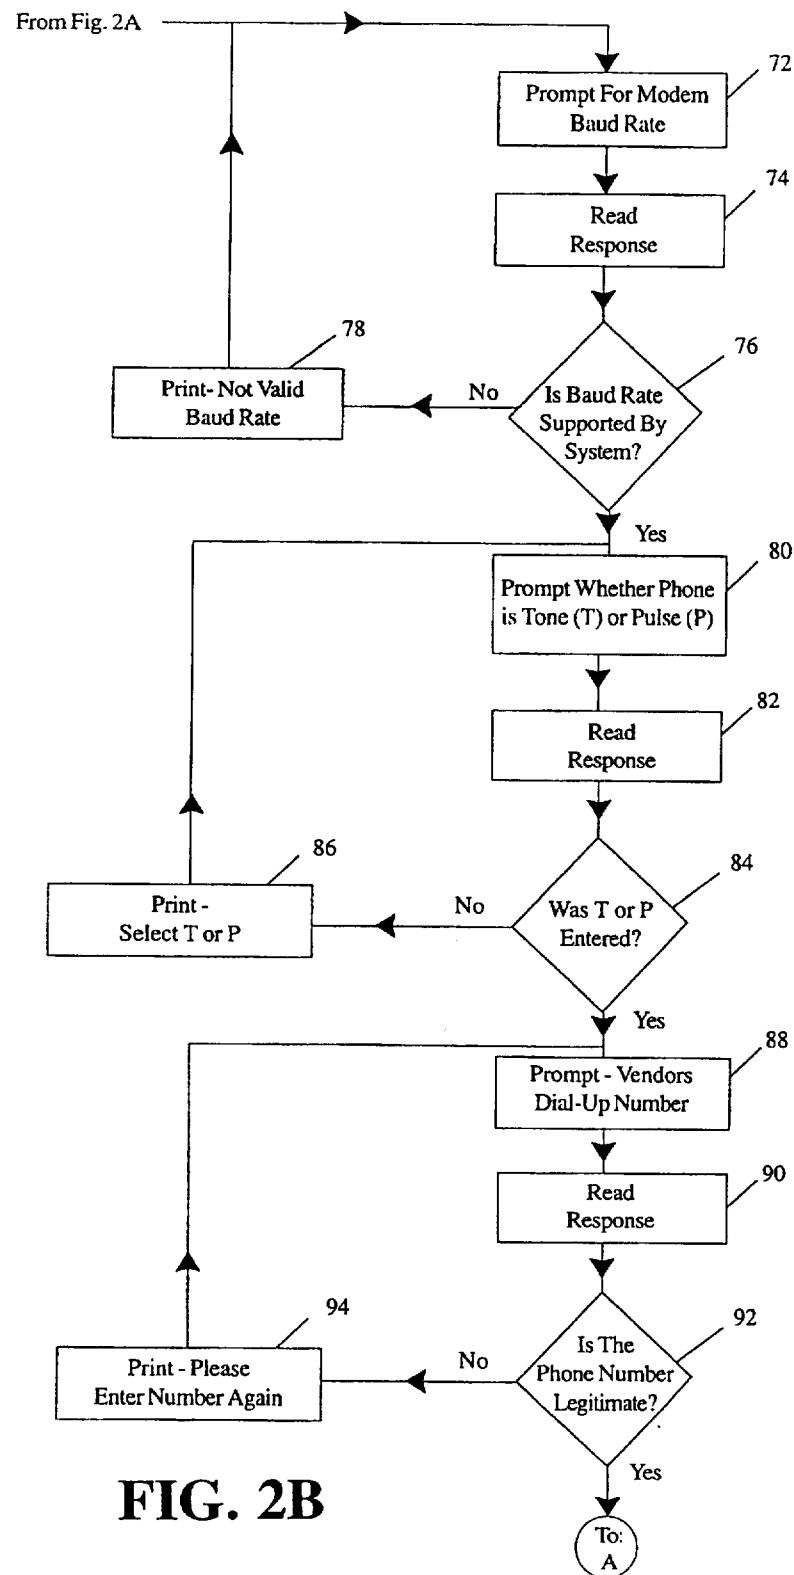 From Fig. 2A
72
Prompt For Modem
Baud Rate
74
Read
Response
78
76
Print- Not Valid
Baud Rate
No
Is Baud Rate
Supported By
System?
Yes
80
Prompt Whether Phone
is Tone (T) or Pulse (P)
82
Read
Response
86
84
Print -
Select T or P
No
Was T or P
Entered?
Yes
88
Prompt - Vendors
Dial-Up Number
90
Read
Response
94
92
Print - Please
Enter Number Again
No
Is The
Phone Number
Legitimate?
Yes
FIG. 2B
To:
A